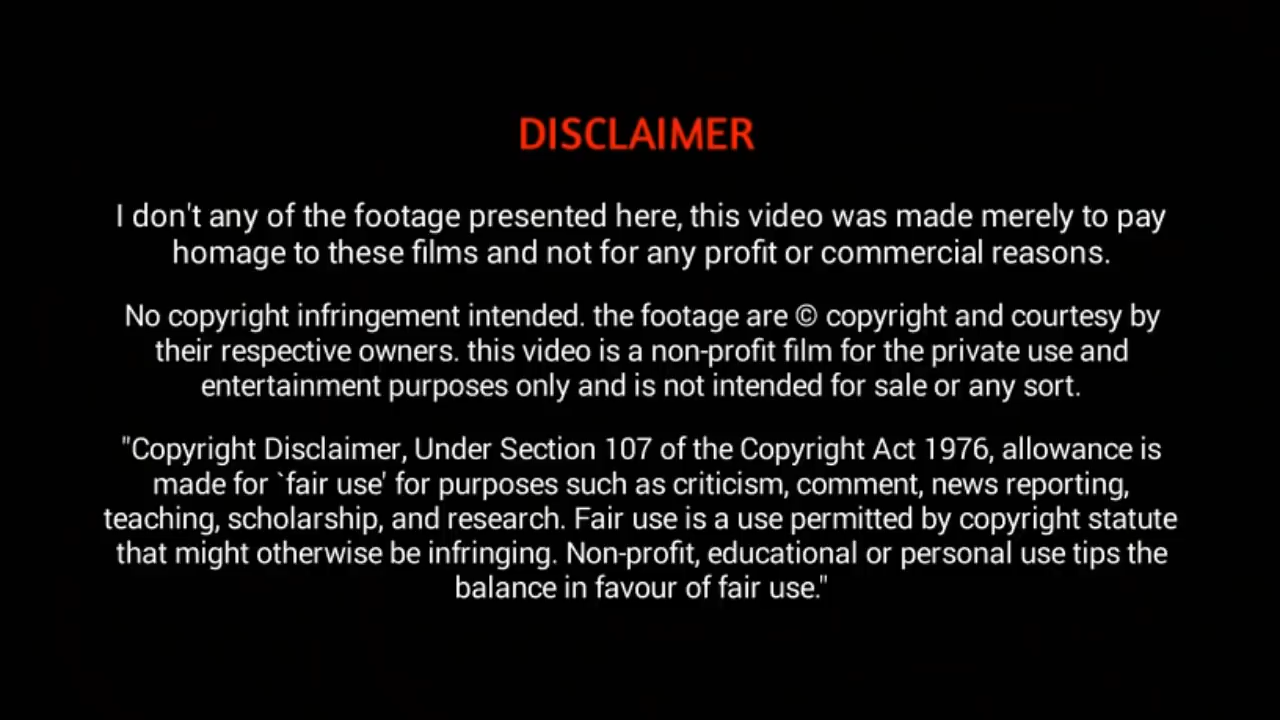 DISCLAIMER
I don't any of the footage presented here, this video was made merely to pay
homage to these films and not for any profit or commercial reasons.
No copyright infringement intended. the footage are © copyright and courtesy by
their respective owners. this video is a non-profit film for the private use and
entertainment purposes only and is not intended for sale or any sort.
"Copyright Disclaimer, Under Section 107 of the Copyright Act 1976, allowance is
made for `fair use' for purposes such as criticism, comment, news reporting,
teaching, scholarship, and research. Fair use is a use permitted by copyright statute
that might otherwise be infringing. Non-profit, educational or personal use tips the
balance in favour of fair use."